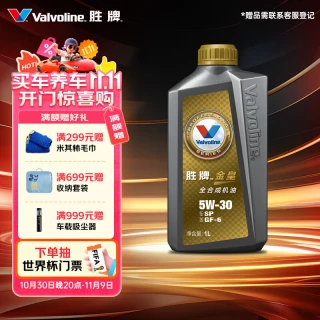 Valvoline. 胜牌
*赠品需联系客服登记
HOT
买车养车11.11
开门惊喜购
满额赠好礼
满额赠
满299元赠
米其林毛巾
满699元赠
收纳套装
满999元赠
车载吸尘器
下单抽
世界杯门票
FIFA
10月30日晚20点-11月9日
Valvoline
Valvoline
SERIES
胜牌 金皇
全合成机油
5W-30
SP
GF-6
净含量:1L